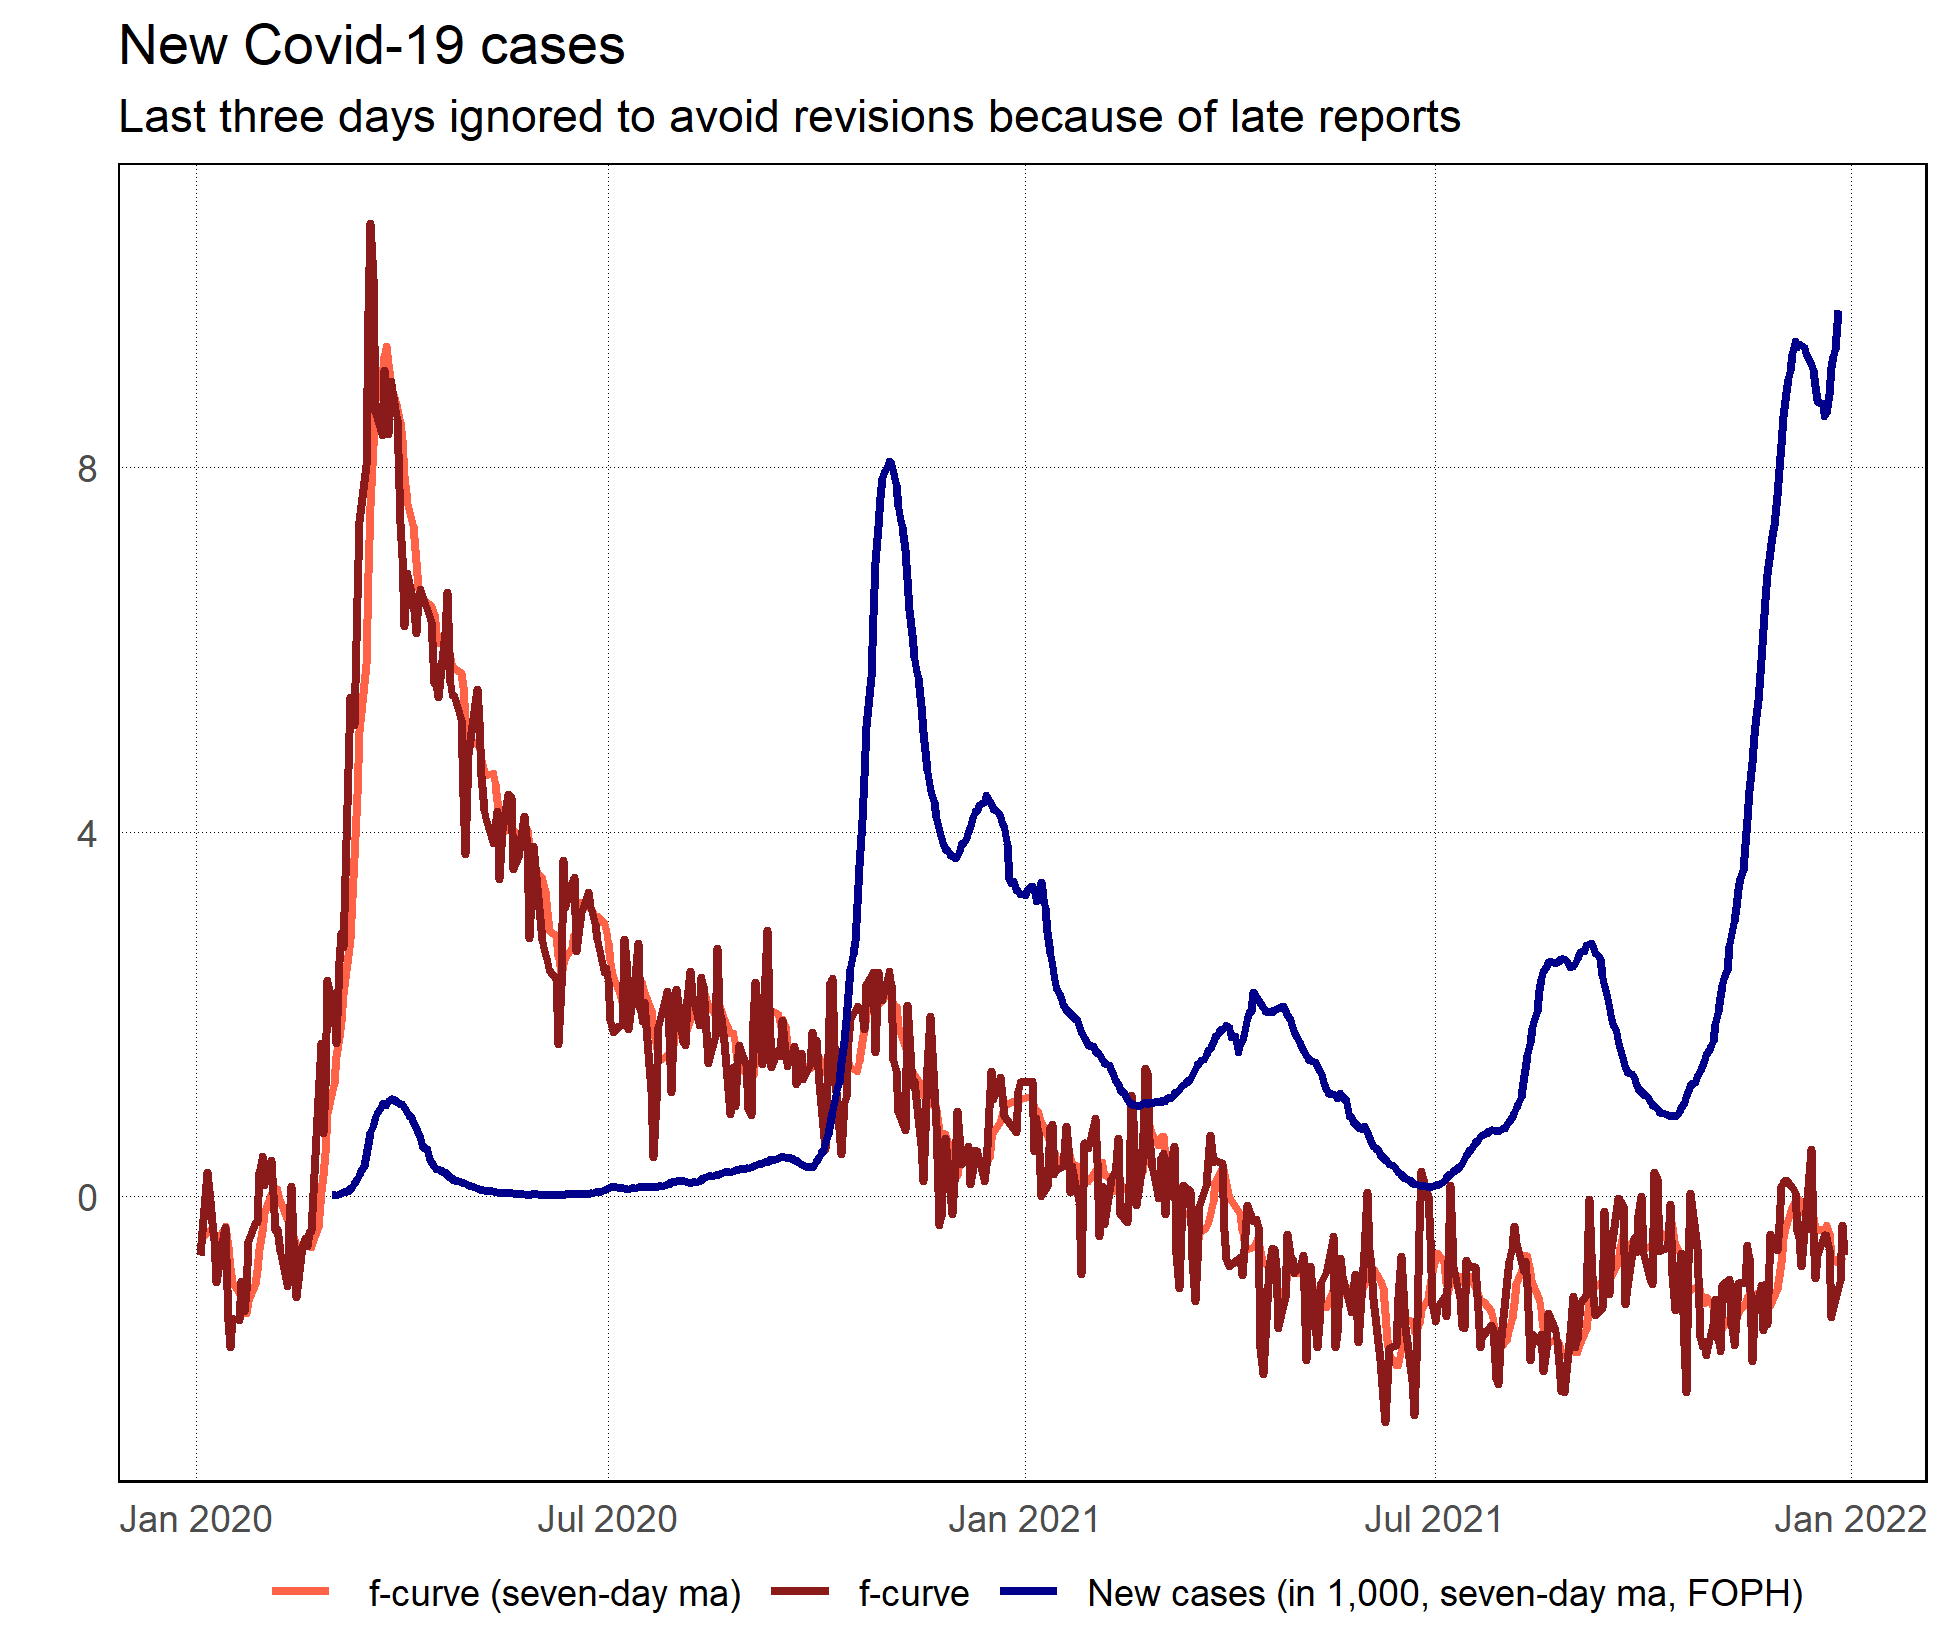 New Covid-19 cases
Last three days ignored to avoid revisions because of late reports
8
4
0
Jan 2020 Jul 2020 Jan 2021 Jul 2021 Jan 2022
f-curve (seven-day ma) f-curve New cases (in 1,000, seven-day ma, FOPH)